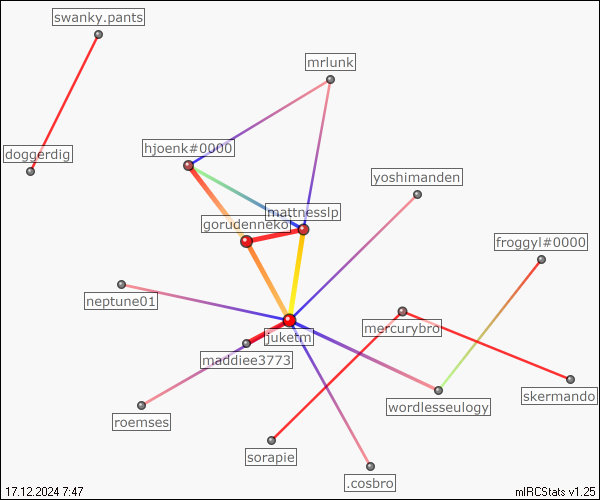 swanky.pants
mrlunk
hjoenk#0000
doggerdig
yoshimanden
mattnesslp
gorudenneko
froggyl#0000
neptune01
mercurybro
juketm
maddiee3773
skermando
wordlesseulogy
roemses
sorapie
.cosbro
17.12.2024 7:47
mIRCStats v1.25